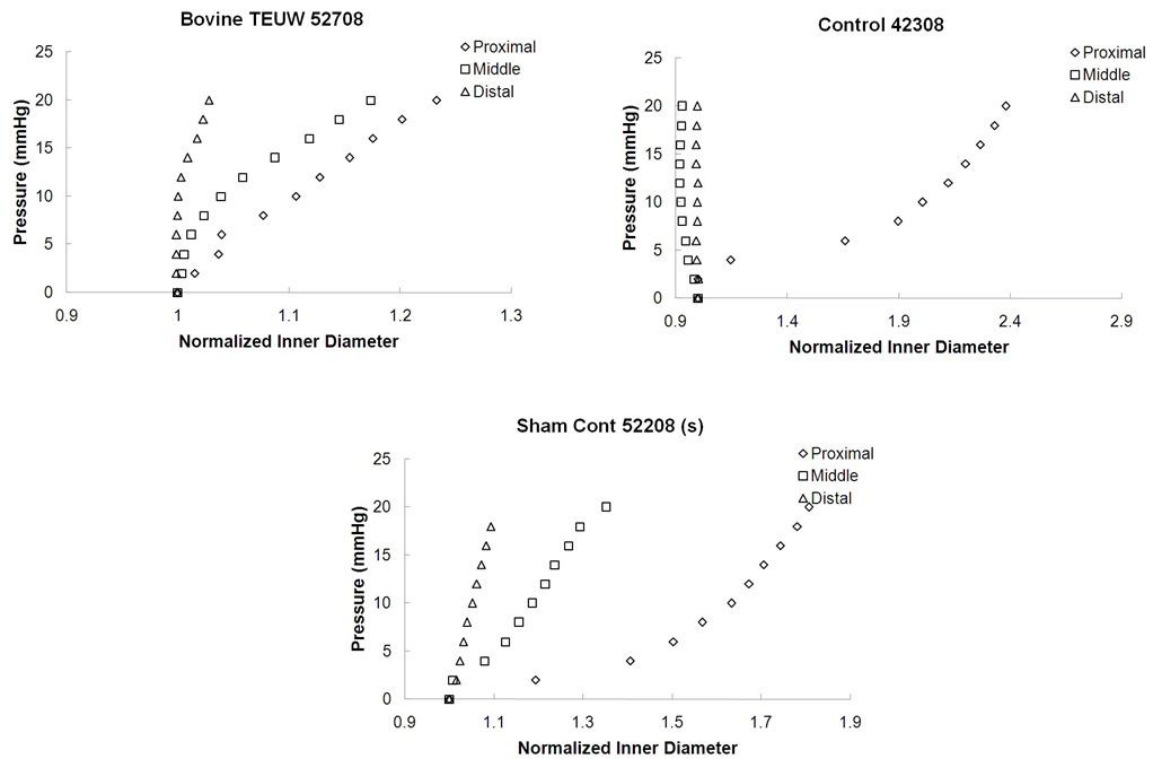 Bovine TEUW 52708
Proximal
Middle
Distal
25
20
15
10
5
0
Pressure (mmHg)
0.9 1 1.1 1.2 1.3
Normalized Inner Diameter
Control 42308
Proximal
Middle
Distal
25
20
15
10
5
0
Pressure (mmHg)
0.9 1.4 1.9 2.4 2.9
Normalized Inner Diameter
Sham Cont 52208 (s)
Proximal
Middle
Distal
25
20
15
10
5
0
Pressure (mmHg)
0.9 1.1 1.3 1.5 1.7 1.9
Normalized Inner Diameter